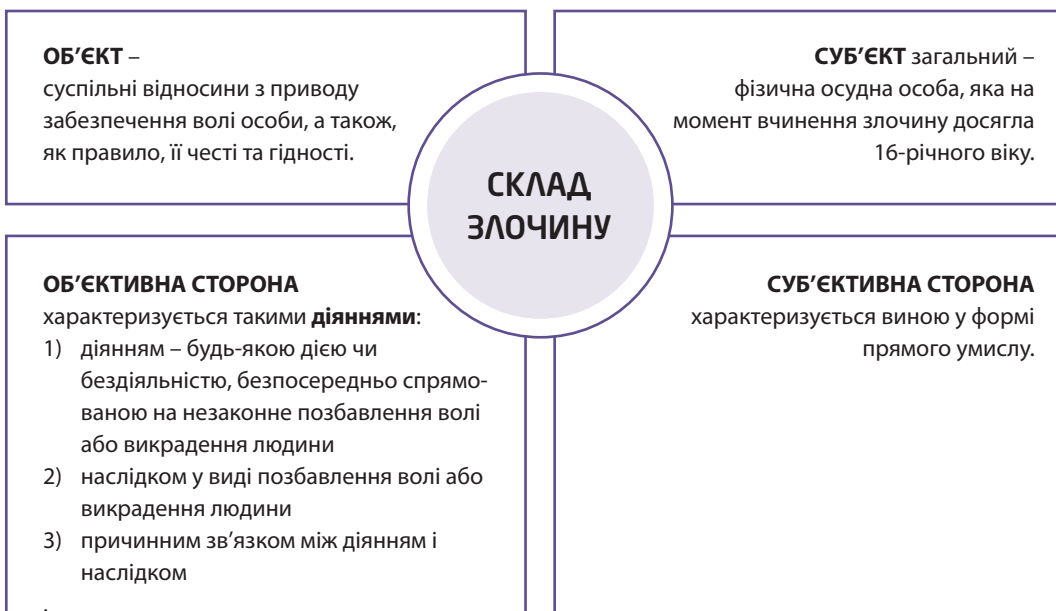 ОБ’ЄКТ –
суспільні відносини з приводу
забезпечення волі особи, а також,
як правило, її честі та гідності.
СУБ’ЄКТ загальний –
фізична осудна особа, яка на
момент вчинення злочину досягла
16-річного віку.
СКЛАД
ЗЛОЧИНУ
ОБ’ЄКТИВНА СТОРОНА
характеризується такими діяннями:
1) діянням – будь-якою дією чи
бездіяльністю, безпосередньо спрямо-
ваною на незаконне позбавлення волі
або викрадення людини
2) наслідком у виді позбавлення волі або
викрадення людини
3) причинним зв'язком між діянням і
наслідком
СУБ’ЄКТИВНА СТОРОНА
характеризується виною у формі
прямого умислу.